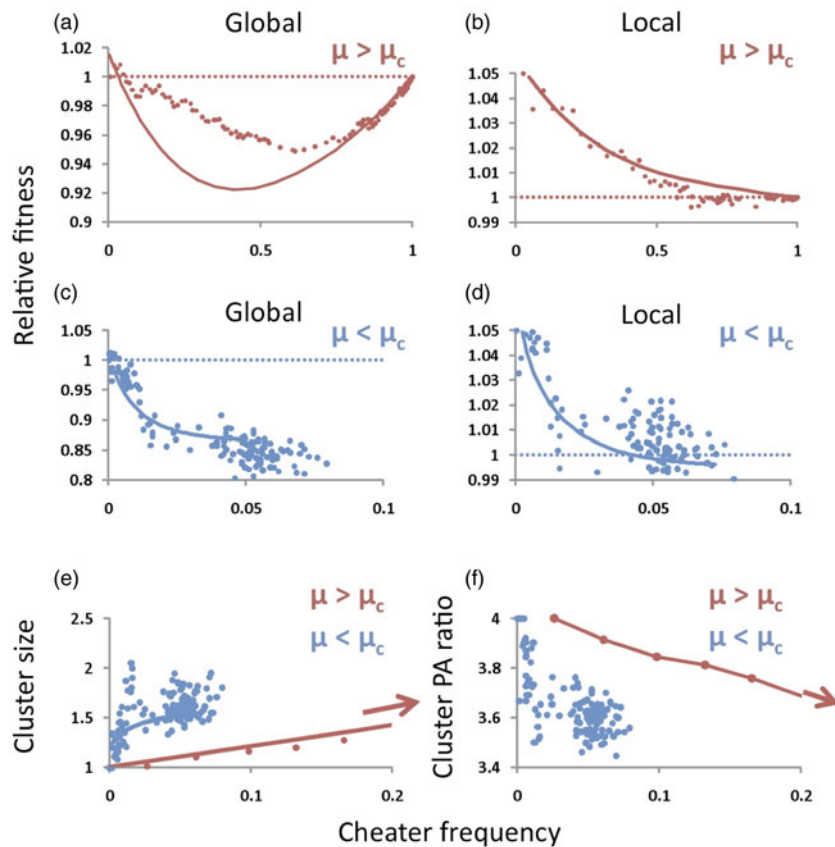 (a) Global
μ > μc
1.02
1
0.98
0.96
0.94
0.92
0.9
0 0.5 1
(b) Local
μ > μc
1.05
1.04
1.03
1.02
1.01
1
0.99
0 0.5 1
Relative fitness
(c) Global
μ < μc
1.05
1
0.95
0.9
0.85
0.8
0 0.05 0.1
(d) Local
μ < μc
1.05
1.04
1.03
1.02
1.01
1
0.99
0 0.05 0.1
(e)
μ > μc
μ < μc
Cluster size
2.5
2
1.5
1
0 0.1 0.2
(f)
μ > μc
μ < μc
Cluster PA ratio
4
3.8
3.6
3.4
0 0.1 0.2
Cheater frequency